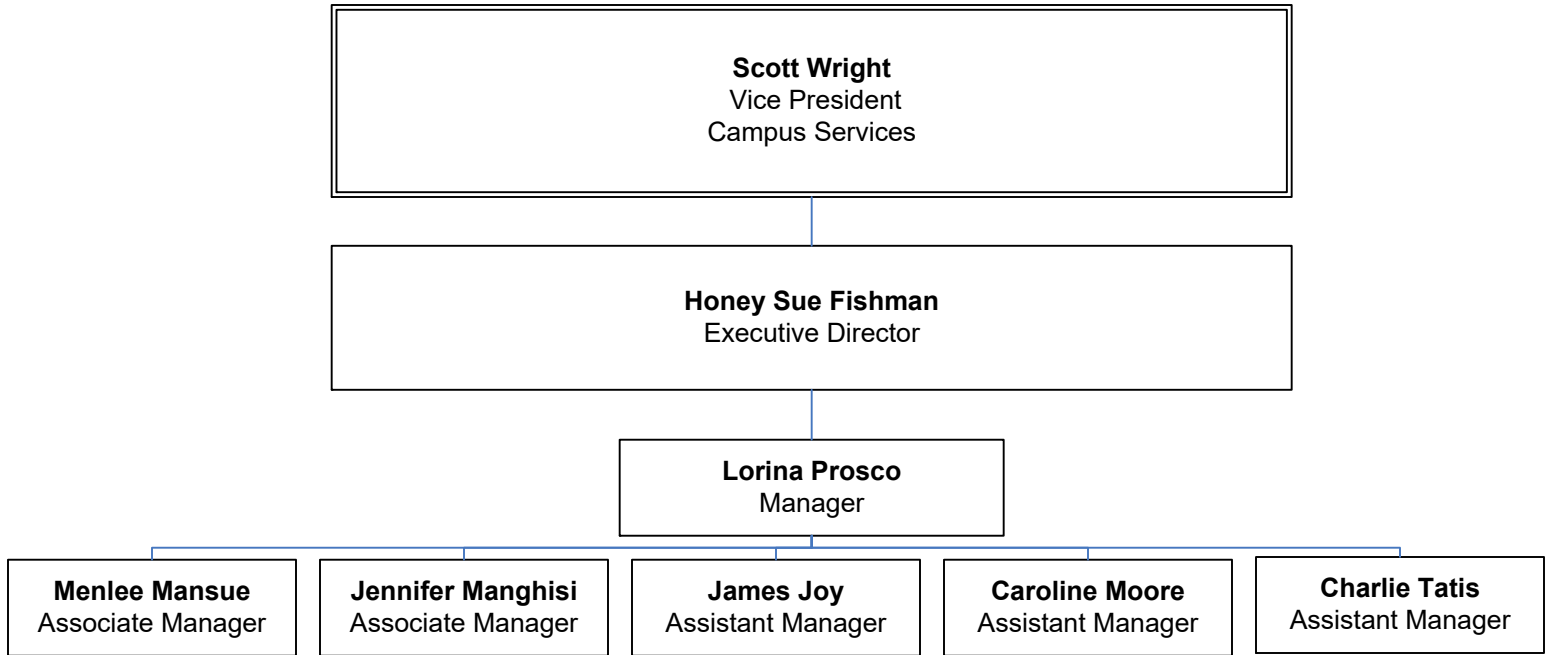 Scott Wright
Vice President
Campus Services
Honey Sue Fishman
Executive Director
Lorina Prosco
Manager
Menlee Mansue
Associate Manager
Jennifer Manghisi
Associate Manager
James Joy
Assistant Manager
Caroline Moore
Assistant Manager
Charlie Tatis
Assistant Manager